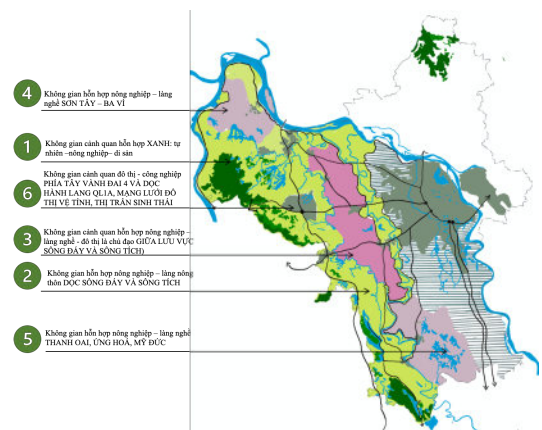 4
Không gian hỗn hợp nông nghiệp – làng
nghề SƠN TÂY – BA VÌ
1
Không gian cảnh quan hỗn hợp XANH: tự
nhiên –nông nghiệp– di sản
6
Không gian cảnh quan đô thị - công nghiệp
PHÍA TÂY VÀNH ĐAI 4 VÀ DỌC
HÀNH LANG QL1A, MẠNG LƯỚI ĐÔ
THỊ VỆ TINH, THỊ TRẤN SINH THÁI
3
Không gian cảnh quan hỗn hợp nông nghiệp –
làng nghề - đô thị là chủ đạo GIỮA LƯU VỰC
SÔNG ĐÁY VÀ SÔNG TÍCH)
2
Không gian hỗn hợp nông nghiệp – làng nông
thôn DỌC SÔNG ĐÁY VÀ SÔNG TÍCH
5
Không gian hỗn hợp nông nghiệp – làng nghề
THANH OAI, ỨNG HOÀ, MỸ ĐỨC